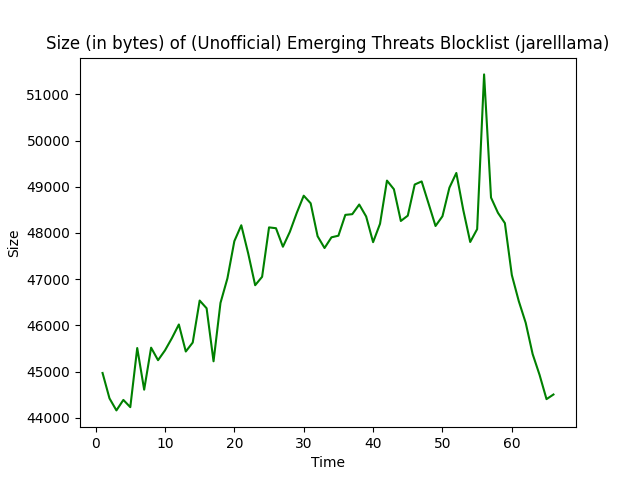 Size (in bytes) of (Unofficial) Emerging Threats Blocklist (jarelllama)
51000
50000
49000
48000
47000
46000
45000
44000
Size
0 10 20 30 40 50 60
Time